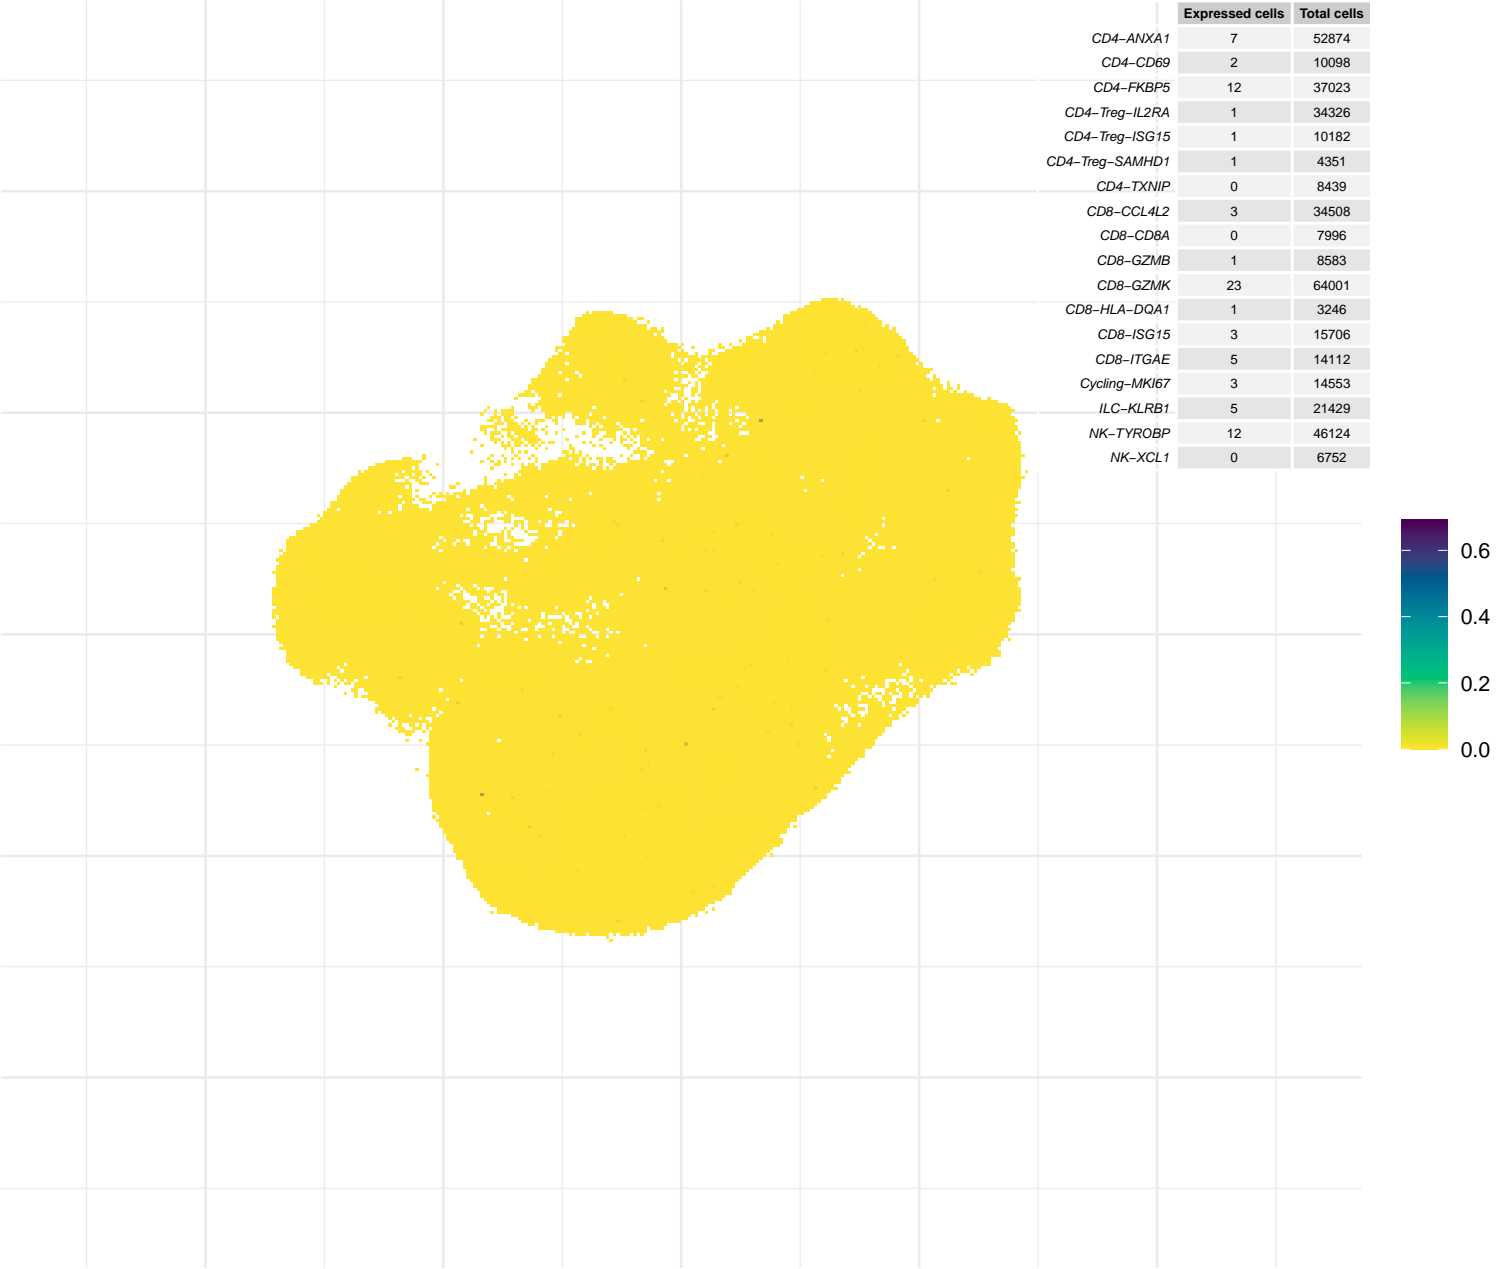 Expressed cells Total cells
CD4−ANXA1 7 52874
CD4−CD69 2 10098
CD4−FKBP5 12 37023
CD4−Treg−IL2RA 1 34326
CD4−Treg−ISG15 1 10182
CD4−Treg−SAMHD1 1 4351
CD4−TXNIP 0 8439
CD8−CCL4L2 3 34508
CD8−CD8A 0 7996
CD8−GZMB 1 8583
CD8−GZMK 23 64001
CD8−HLA−DQA1 1 3246
CD8−ISG15 3 15706
CD8−ITGAE 5 14112
Cycling−MKI67 3 14553
ILC−KLRB1 5 21429
NK−TYROBP 12 46124
NK−XCL1 0 6752
0.6
0.4
0.2
0.0